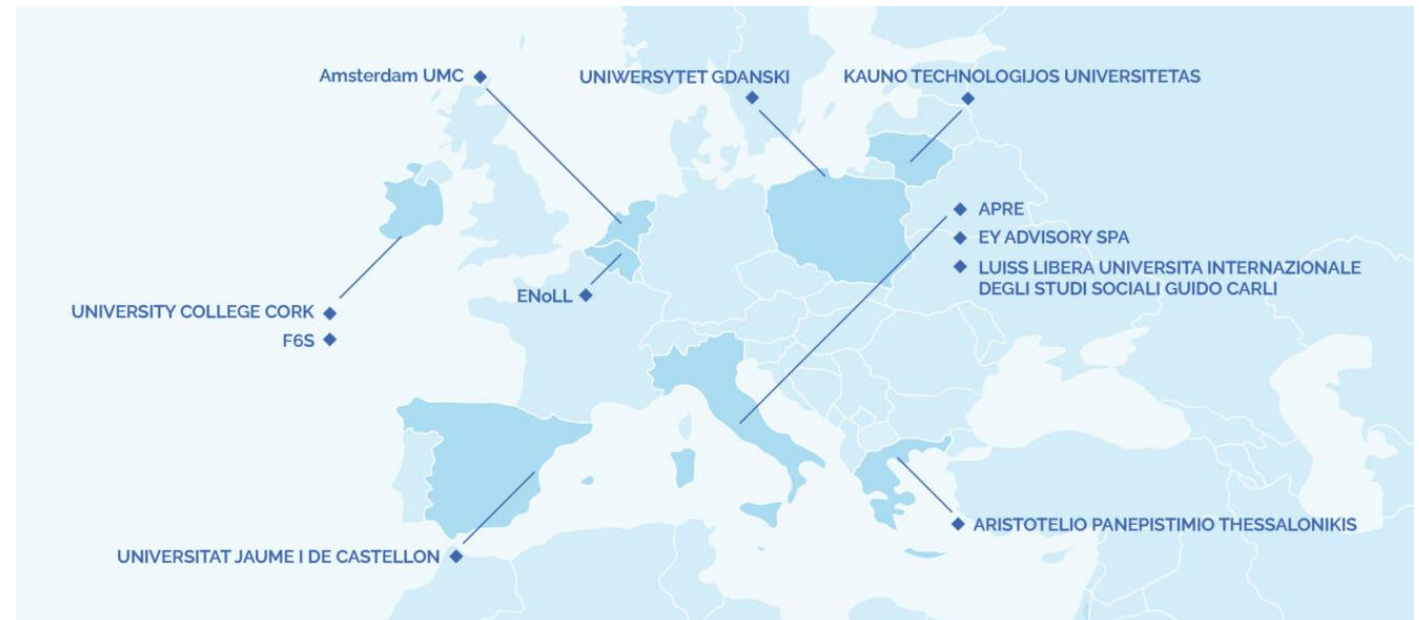 Amsterdam UMC
UNIWERSYTET GDANSKI
KAUNO TECHNOLOGIJOS UNIVERSITETAS
APRE
EY ADVISORY SPA
LUISS LIBERA UNIVERSITA INTERNAZIONALE
DEGLI STUDI SOCIALI GUIDO CARLI
ENoLL
UNIVERSITY COLLEGE CORK
F6S
ARISTOTELIO PANEPISTIMIO THESSALONIKIS
UNIVERSITAT JAUME I DE CASTELLON